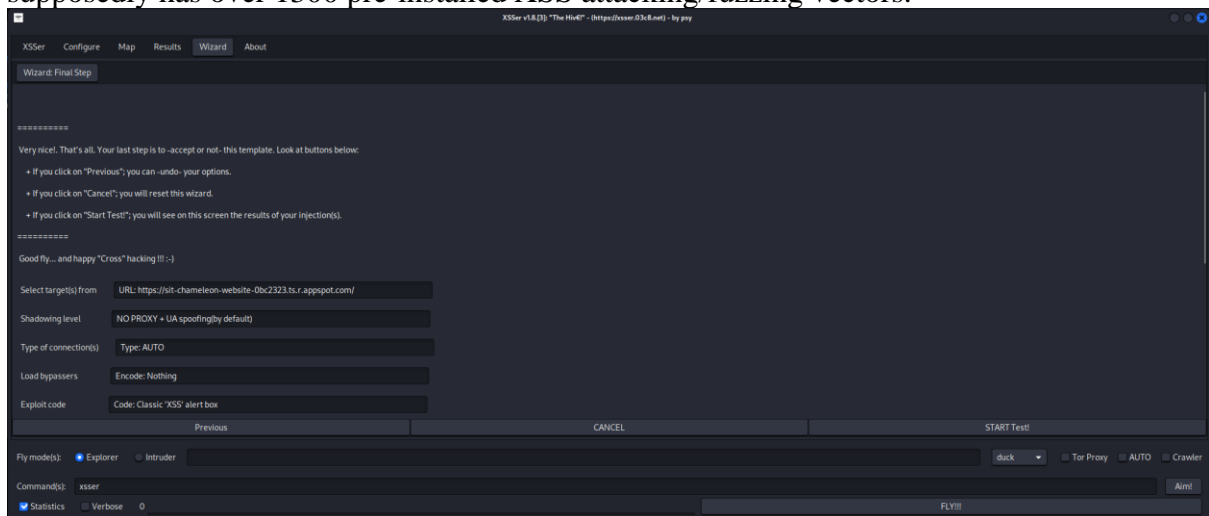 supposedly has over 1300 pre-installed XSS attacking/fuzzing vectors.
XSSer v1.8.[3]: "The Hiv€!" - (https://xsser.03c8.net) - by psy
XSSer Configure Map Results Wizard About
Wizard: Final Step
==========
Very nice!. That's all. Your last step is to -accept or not- this template. Look at buttons below:
+ If you click on "Previous"; you can -undo- your options.
+ If you click on "Cancel"; you will reset this wizard.
+ If you click on "Start Test!"; you will see on this screen the results of your injection(s).
==========
Good fly... and happy "Cross" hacking !!! :-)
Select target(s) from URL: https://sit-chameleon-website-0bc2323.ts.r.appspot.com/
Shadowing level NO PROXY + UA spoofing(by default)
Type of connection(s) Type: AUTO
Load bypassers Encode: Nothing
Exploit code Code: Classic 'XSS' alert box
Previous CANCEL START Test!
Fly mode(s): Explorer Intruder duck Tor Proxy AUTO Crawler
Command(s): xsser Aim!
Statistics Verbose 0 FLY!!!